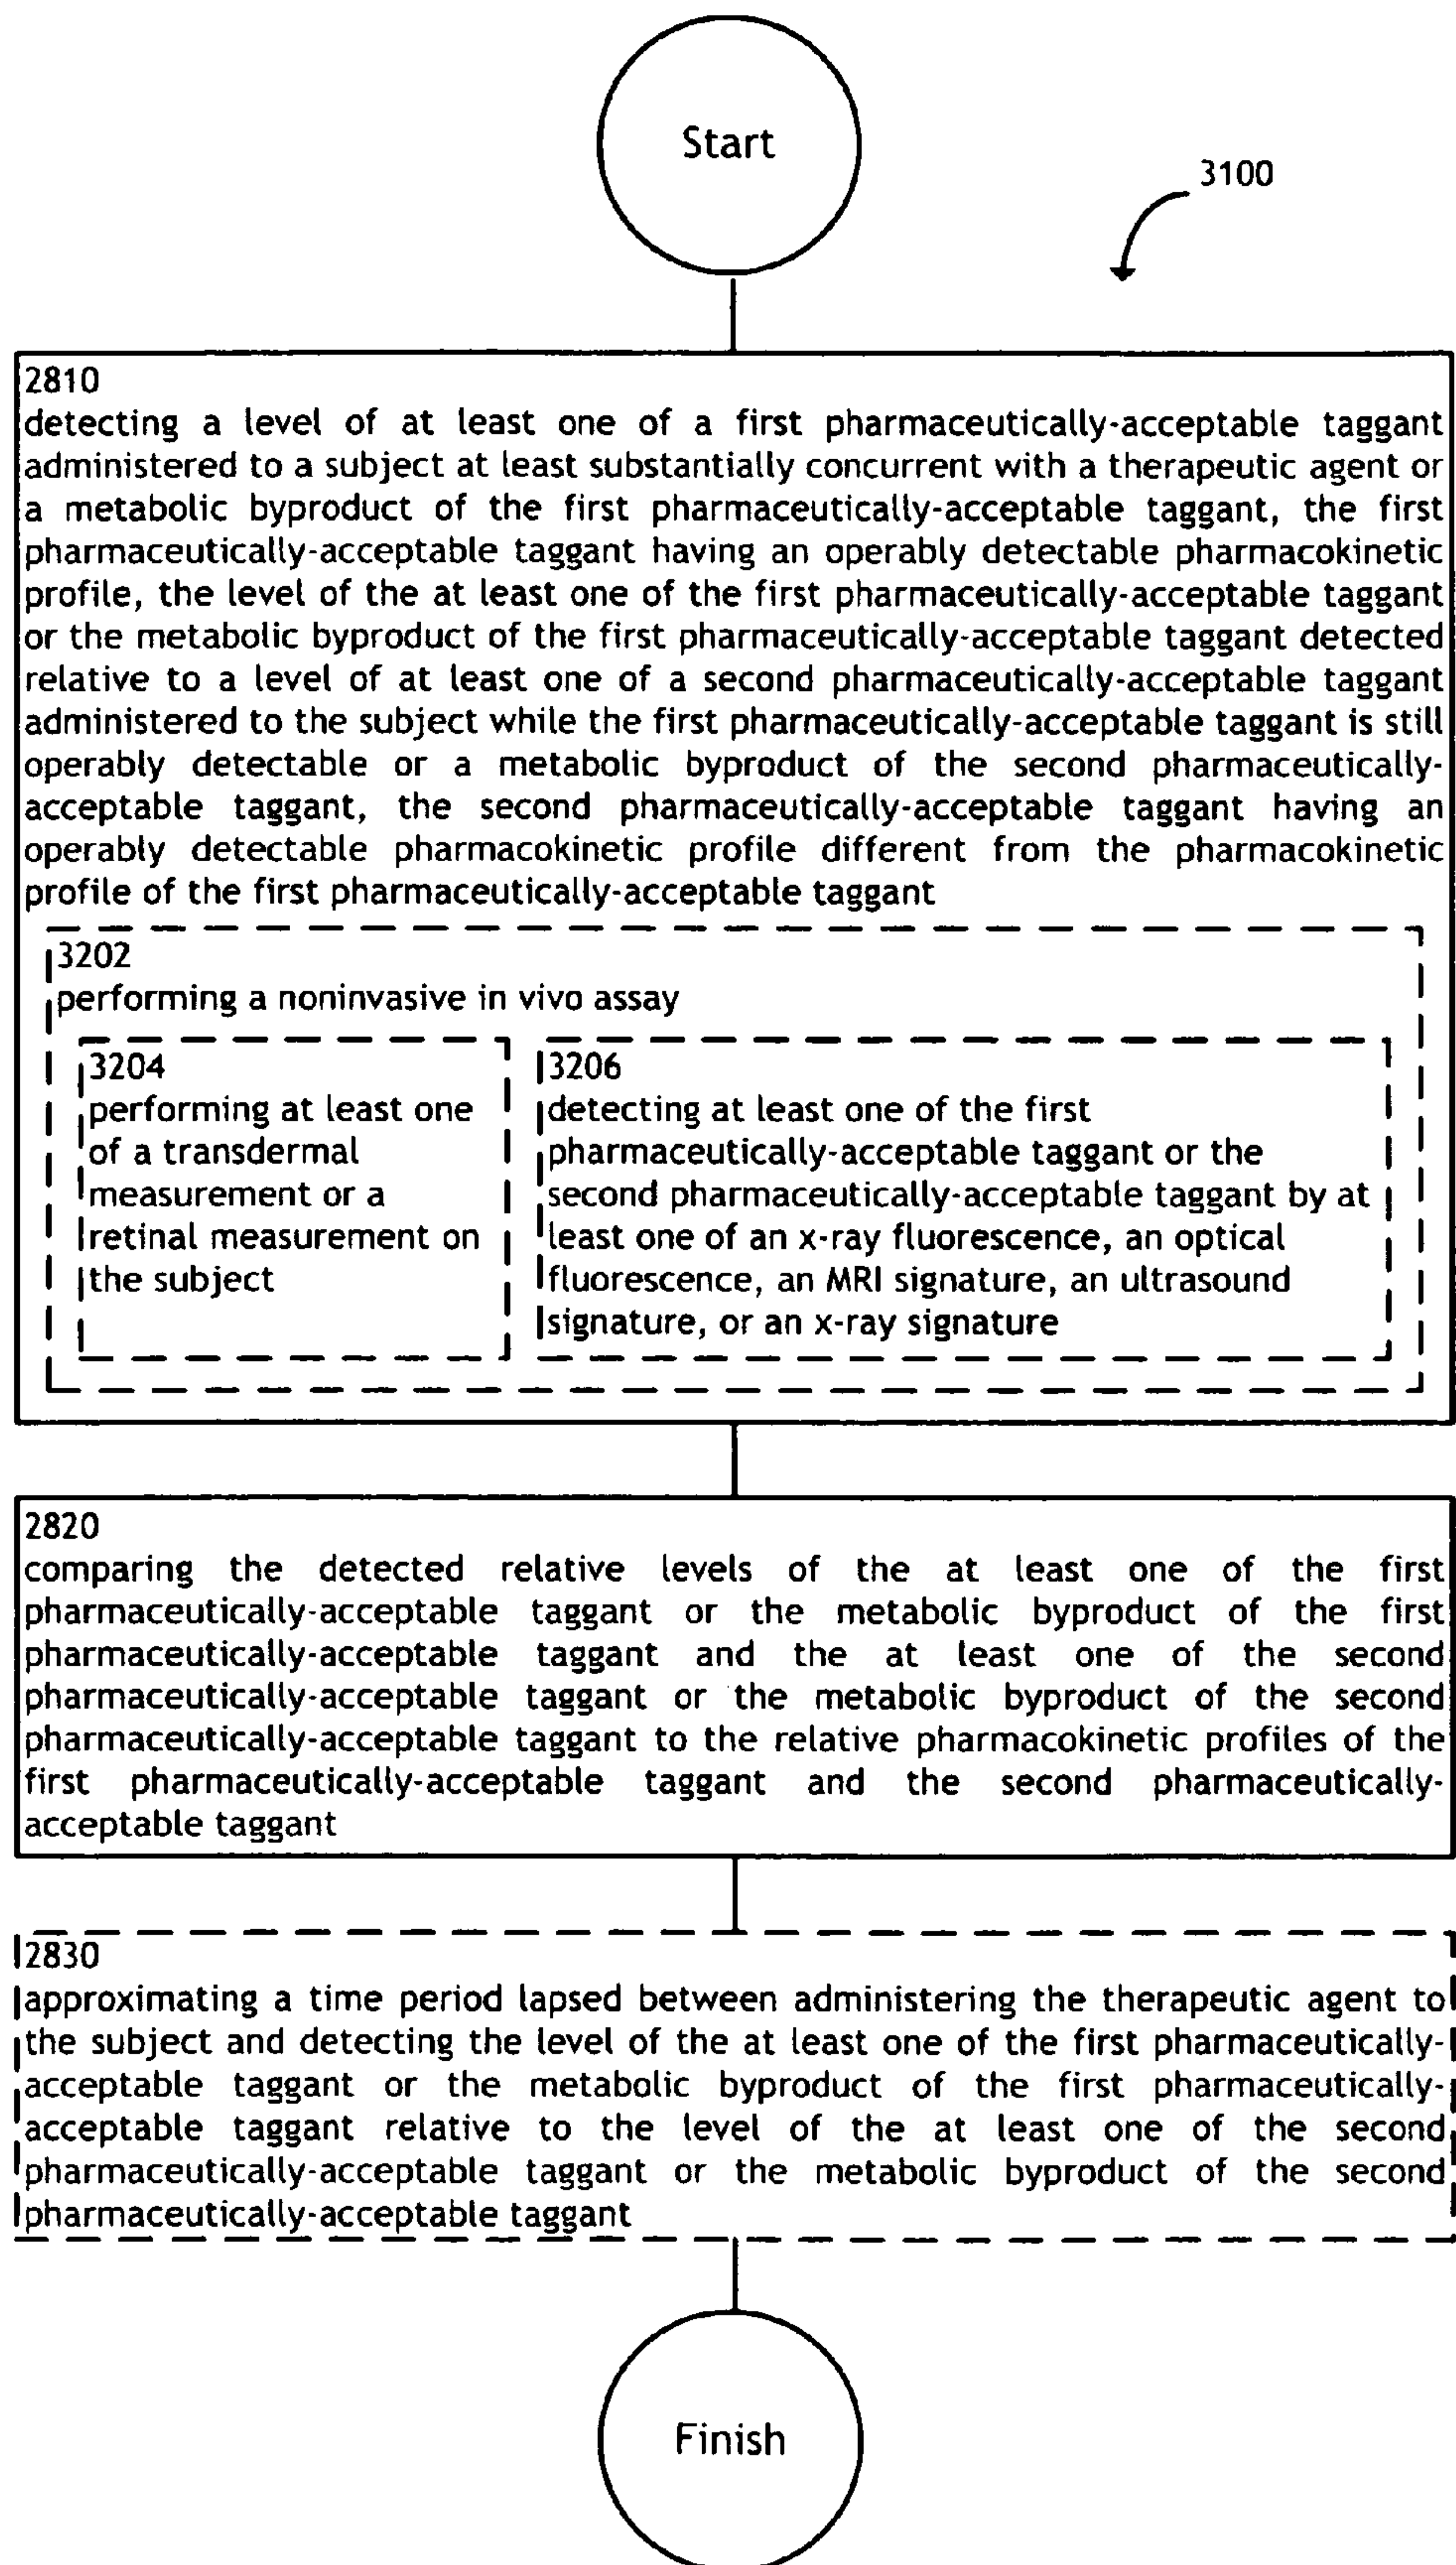 Start
3100
2810
detecting a level of at least one of a first pharmaceutically-acceptable taggant
administered to a subject at least substantially concurrent with a therapeutic agent or
a metabolic byproduct of the first pharmaceutically-acceptable taggant, the first
pharmaceutically-acceptable taggant having an operably detectable pharmacokinetic
profile, the level of the at least one of the first pharmaceutically-acceptable taggant
or the metabolic byproduct of the first pharmaceutically-acceptable taggant detected
relative to a level of at least one of a second pharmaceutically-acceptable taggant
administered to the subject while the first pharmaceutically-acceptable taggant is still
operably detectable or a metabolic byproduct of the second pharmaceutically-
acceptable taggant, the second pharmaceutically-acceptable taggant having an
operably detectable pharmacokinetic profile different from the pharmacokinetic
profile of the first pharmaceutically-acceptable taggant
3202
performing a noninvasive in vivo assay
3204
performing at least one
of a transdermal
measurement or a
retinal measurement on
the subject
3206
detecting at least one of the first
pharmaceutically-acceptable taggant or the
second pharmaceutically-acceptable taggant by at
least one of an x-ray fluorescence, an optical
fluorescence, an MRI signature, an ultrasound
signature, or an x-ray signature
2820
comparing the detected relative levels of the at least one of the first
pharmaceutically-acceptable taggant or the metabolic byproduct of the first
pharmaceutically-acceptable taggant and the at least one of the second
pharmaceutically-acceptable taggant or the metabolic byproduct of the second
pharmaceutically-acceptable taggant to the relative pharmacokinetic profiles of the
first pharmaceutically-acceptable taggant and the second pharmaceutically-
acceptable taggant
2830
approximating a time period lapsed between administering the therapeutic agent to
the subject and detecting the level of the at least one of the first pharmaceutically-
acceptable taggant or the metabolic byproduct of the first pharmaceutically-
acceptable taggant relative to the level of the at least one of the second
pharmaceutically-acceptable taggant or the metabolic byproduct of the second
pharmaceutically-acceptable taggant
Finish